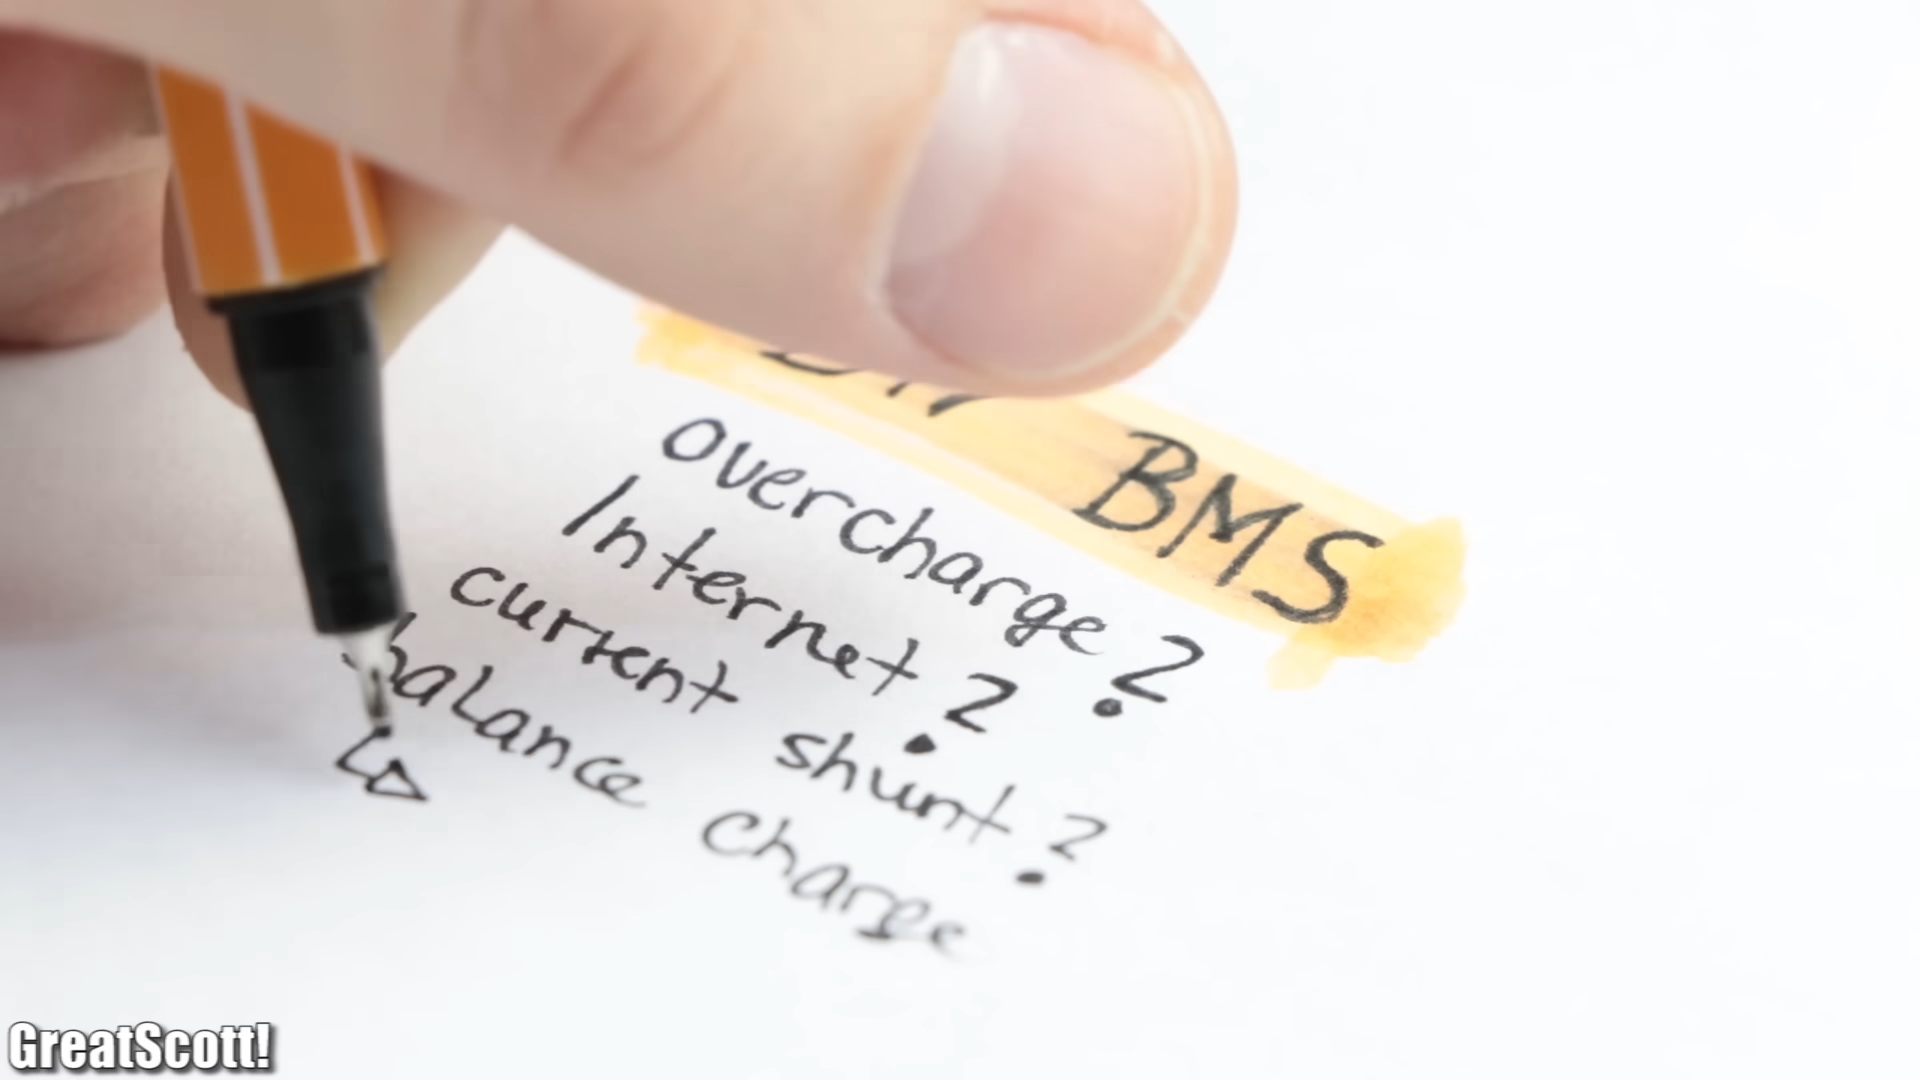 BMS
overcharge?
Internet?
current shunt?
balance charge
GreatScott!